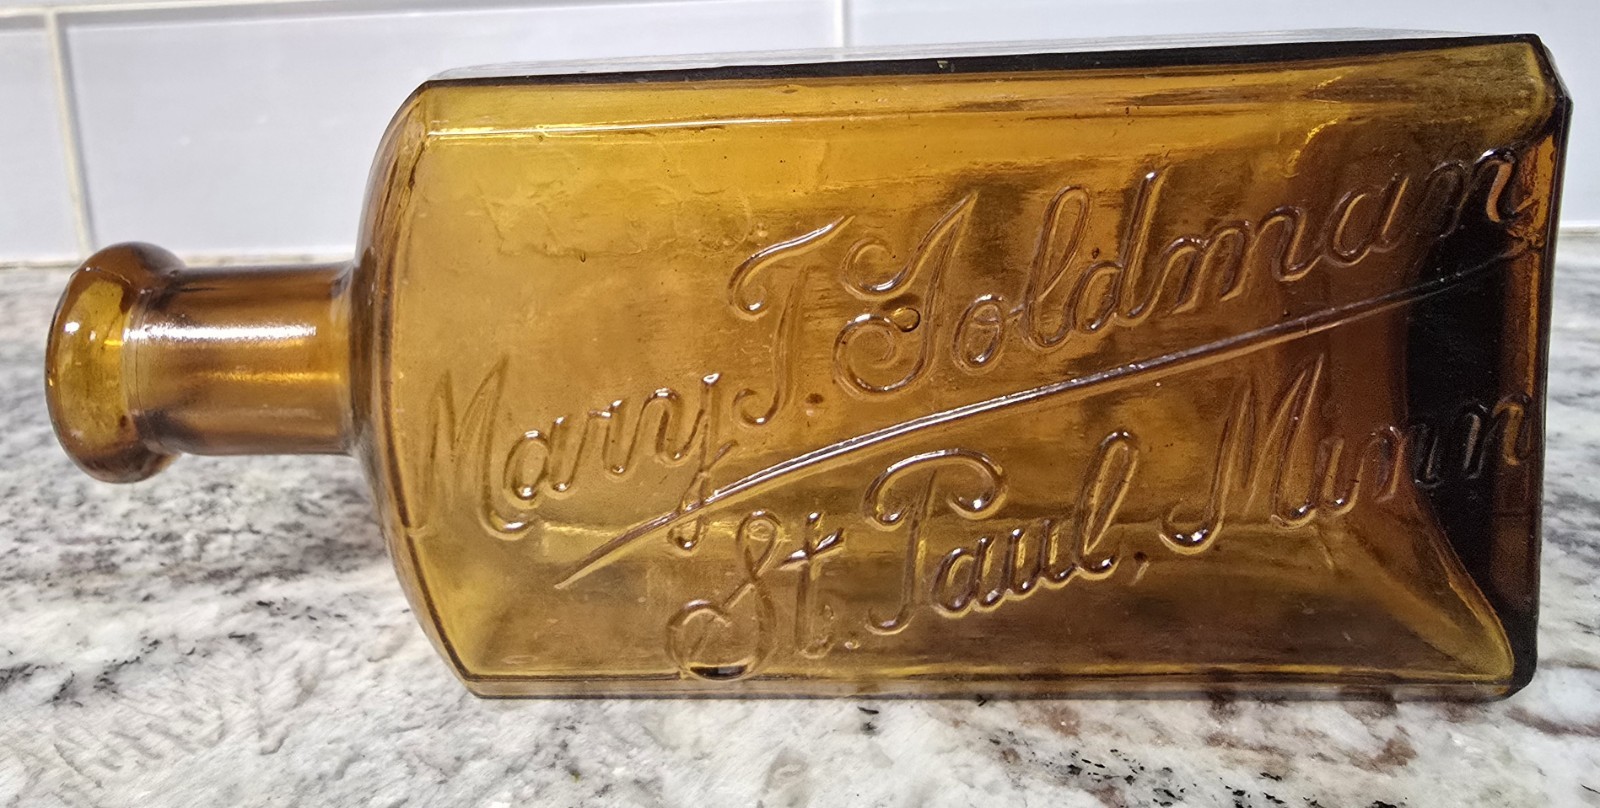 Mary T. Goldman
St. Paul, Minn